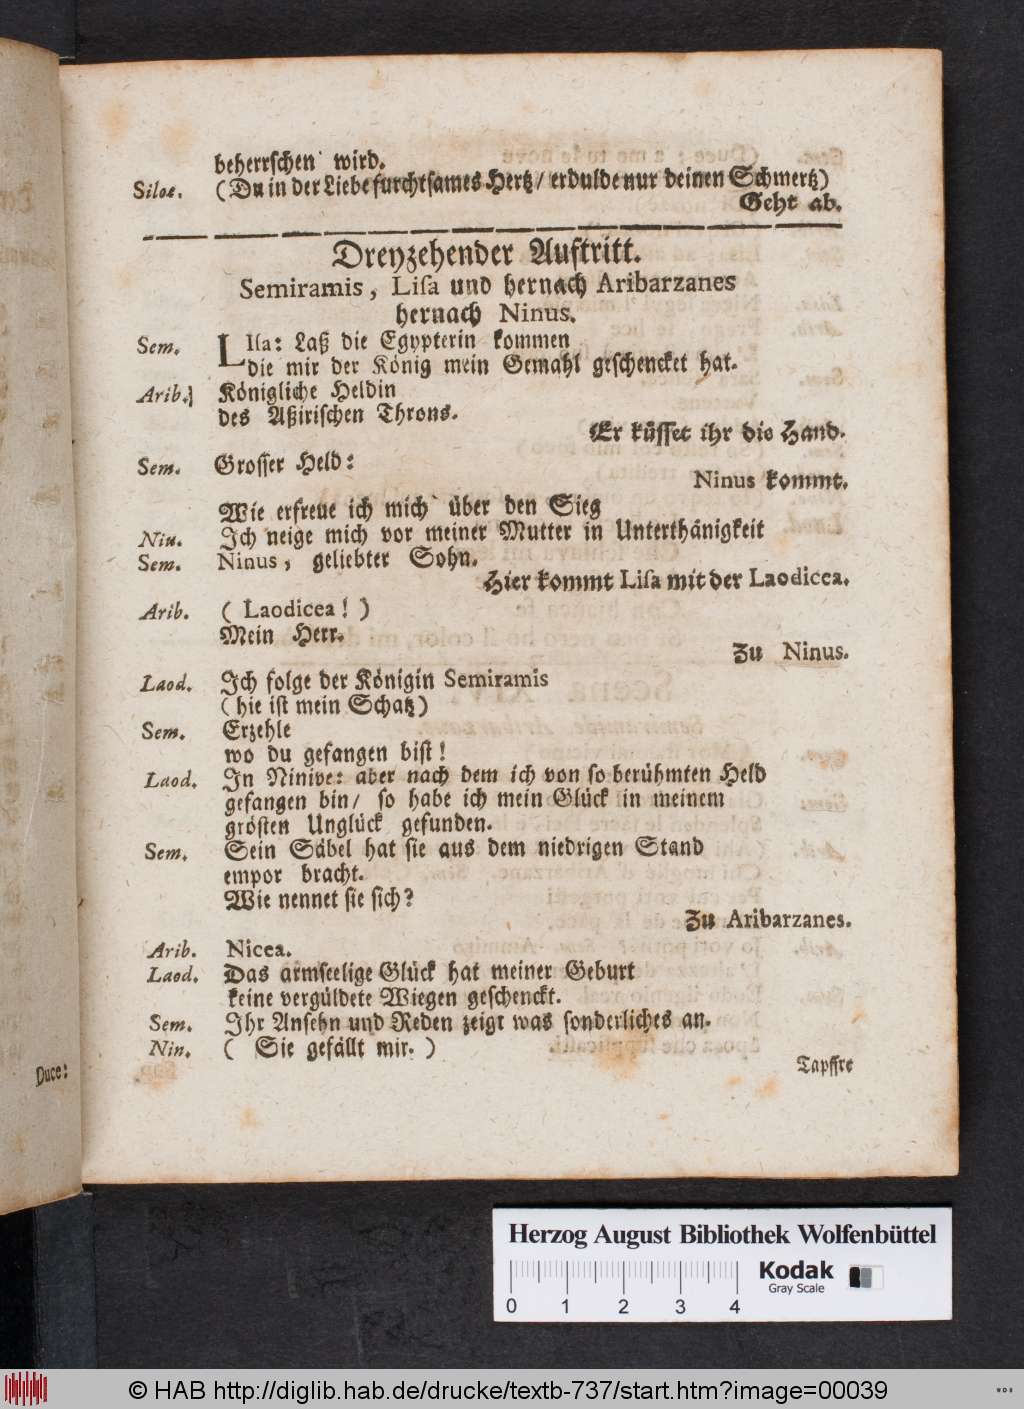 beherrschen wird.
Siloe. (Du in der Liebe furchtsames Hertz / erdulde nur deinen Schmertz)
Geht ab.
Dreyzehender Auftritt.
Semiramis, Lisa und hernach Aribarzanes
hernach Ninus.
Sem. LIsa: Laß die Egypterin kommen
die mir der König mein Gemahl geschencket hat.
Arib. Königliche Heldin
des Aßirischen Throns.
Er küsset ihr die Hand.
Sem. Grosser Held:
Ninus kommt.
Wie erfreue ich mich über den Sieg
Niu. Ich neige mich vor meiner Mutter in Unterthänigkeit
Sem. Ninus, geliebter Sohn.
Hier kommt Lisa mit der Laodicea.
Arib. ( Laodicea! )
Mein Herr.
Zu Ninus.
Laod. Ich folge der Königin Semiramis
(hie ist mein Schatz)
Sem. Erzehle
wo du gefangen bist!
Laod. In Ninive: aber nach dem ich von so berühmten Held
gefangen bin/ so habe ich mein Glück in meinem
grösten Unglück gefunden.
Sem. Sein Säbel hat sie aus dem niedrigen Stand
empor bracht.
Wie nennet sie sich?
Zu Aribarzanes.
Arib. Nicea.
Laod. Das armseelige Glück hat meiner Geburt
keine vergüldete Wiegen geschenckt.
Sem. Ihr Ansehn und Reden zeigt was sonderliches an.
Nin. ( Sie gefällt mir. )
Tapffre
Duce:
Herzog August Bibliothek Wolfenbüttel
Kodak
Gray Scale
0 1 2 3 4
© HAB http://diglib.hab.de/drucke/textb-737/start.htm?image=00039